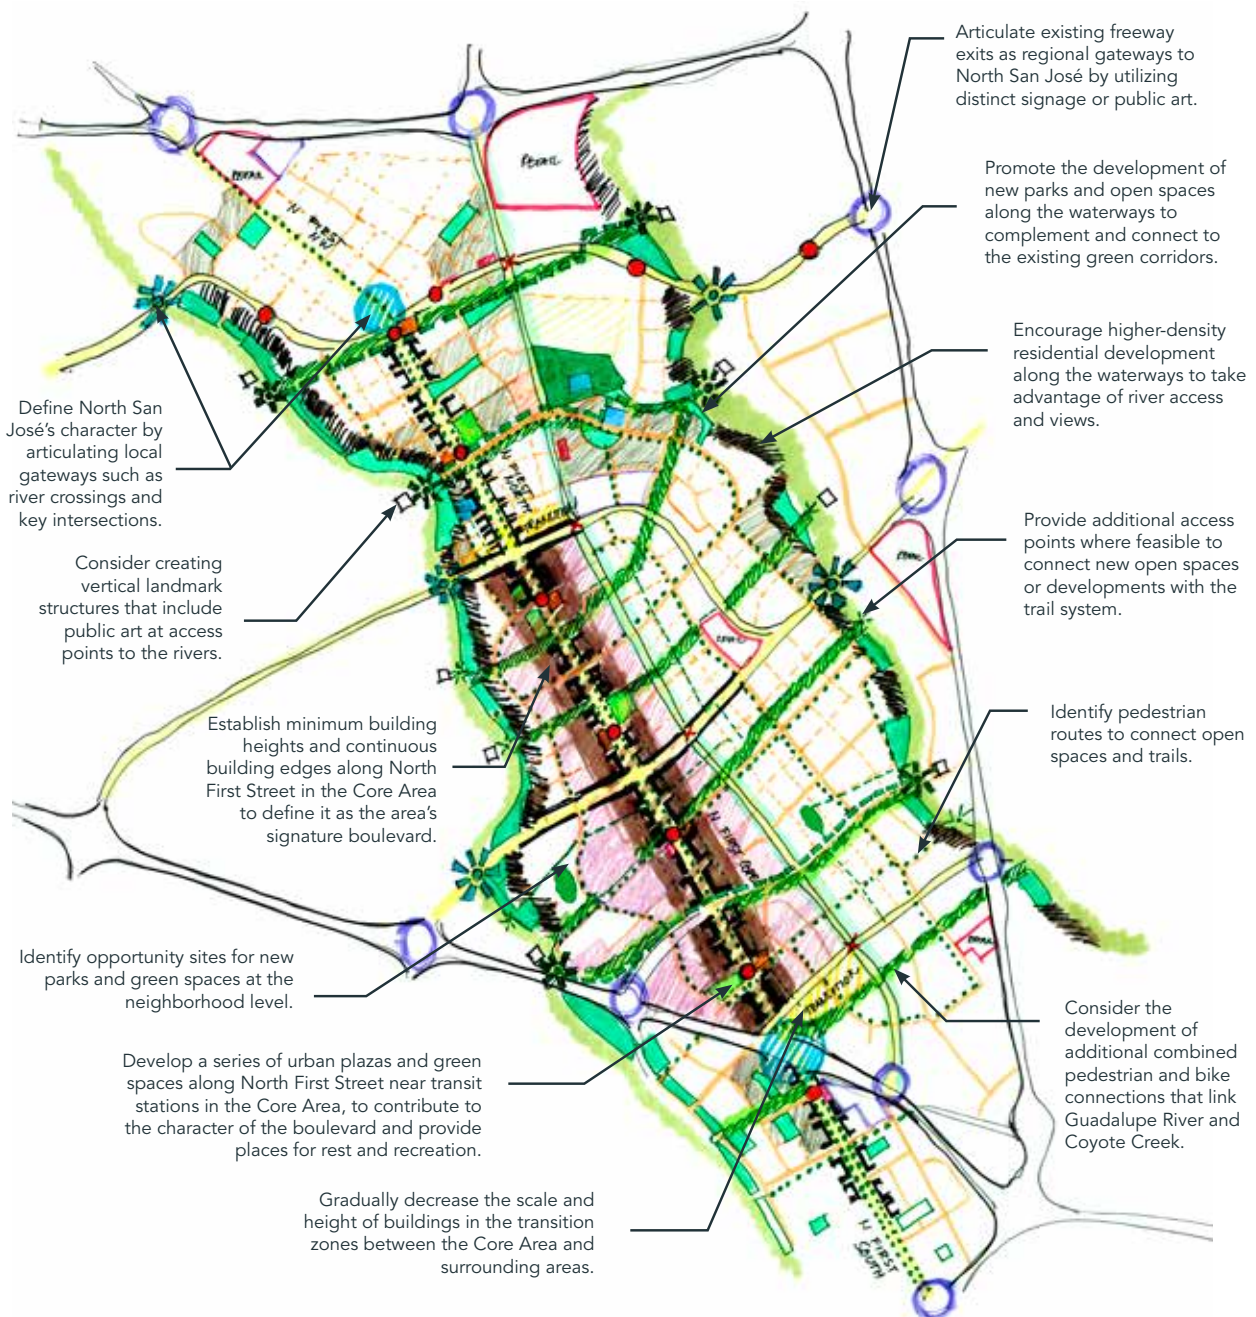 Articulate existing freeway
exits as regional gateways to
North San José by utilizing
distinct signage or public art.
Promote the development of
new parks and open spaces
along the waterways to
complement and connect to
the existing green corridors.
Encourage higher-density
residential development
along the waterways to take
advantage of river access
and views.
Provide additional access
points where feasible to
connect new open spaces
or developments with the
trail system.
Identify pedestrian
routes to connect open
spaces and trails.
Consider the
development of
additional combined
pedestrian and bike
connections that link
Guadalupe River and
Coyote Creek.
Define North San
José's character by
articulating local
gateways such as
river crossings and
key intersections.
Consider creating
vertical landmark
structures that include
public art at access
points to the rivers.
Establish minimum building
heights and continuous
building edges along North
First Street in the Core Area
to define it as the area's
signature boulevard.
Identify opportunity sites for new
parks and green spaces at the
neighborhood level.
Develop a series of urban plazas and green
spaces along North First Street near transit
stations in the Core Area, to contribute to
the character of the boulevard and provide
places for rest and recreation.
Gradually decrease the scale and
height of buildings in the transition
zones between the Core Area and
surrounding areas.
RETAIL
RETAIL
N FIRST
NW
N FIRST
TRANSITION
RETAIL
RETAIL
N FIRST CORE
RETAIL
TRANSITION
N FIRST
SOUTH